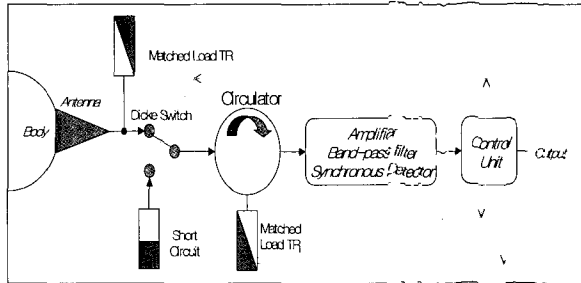 Matched Load TR
Antenna
Dicke Switch
Circulator
Body
Amplifier
Band-pass filter
Synchronous Detector
Control
Unit
Output
Short
Circuit
Matched
Load TR